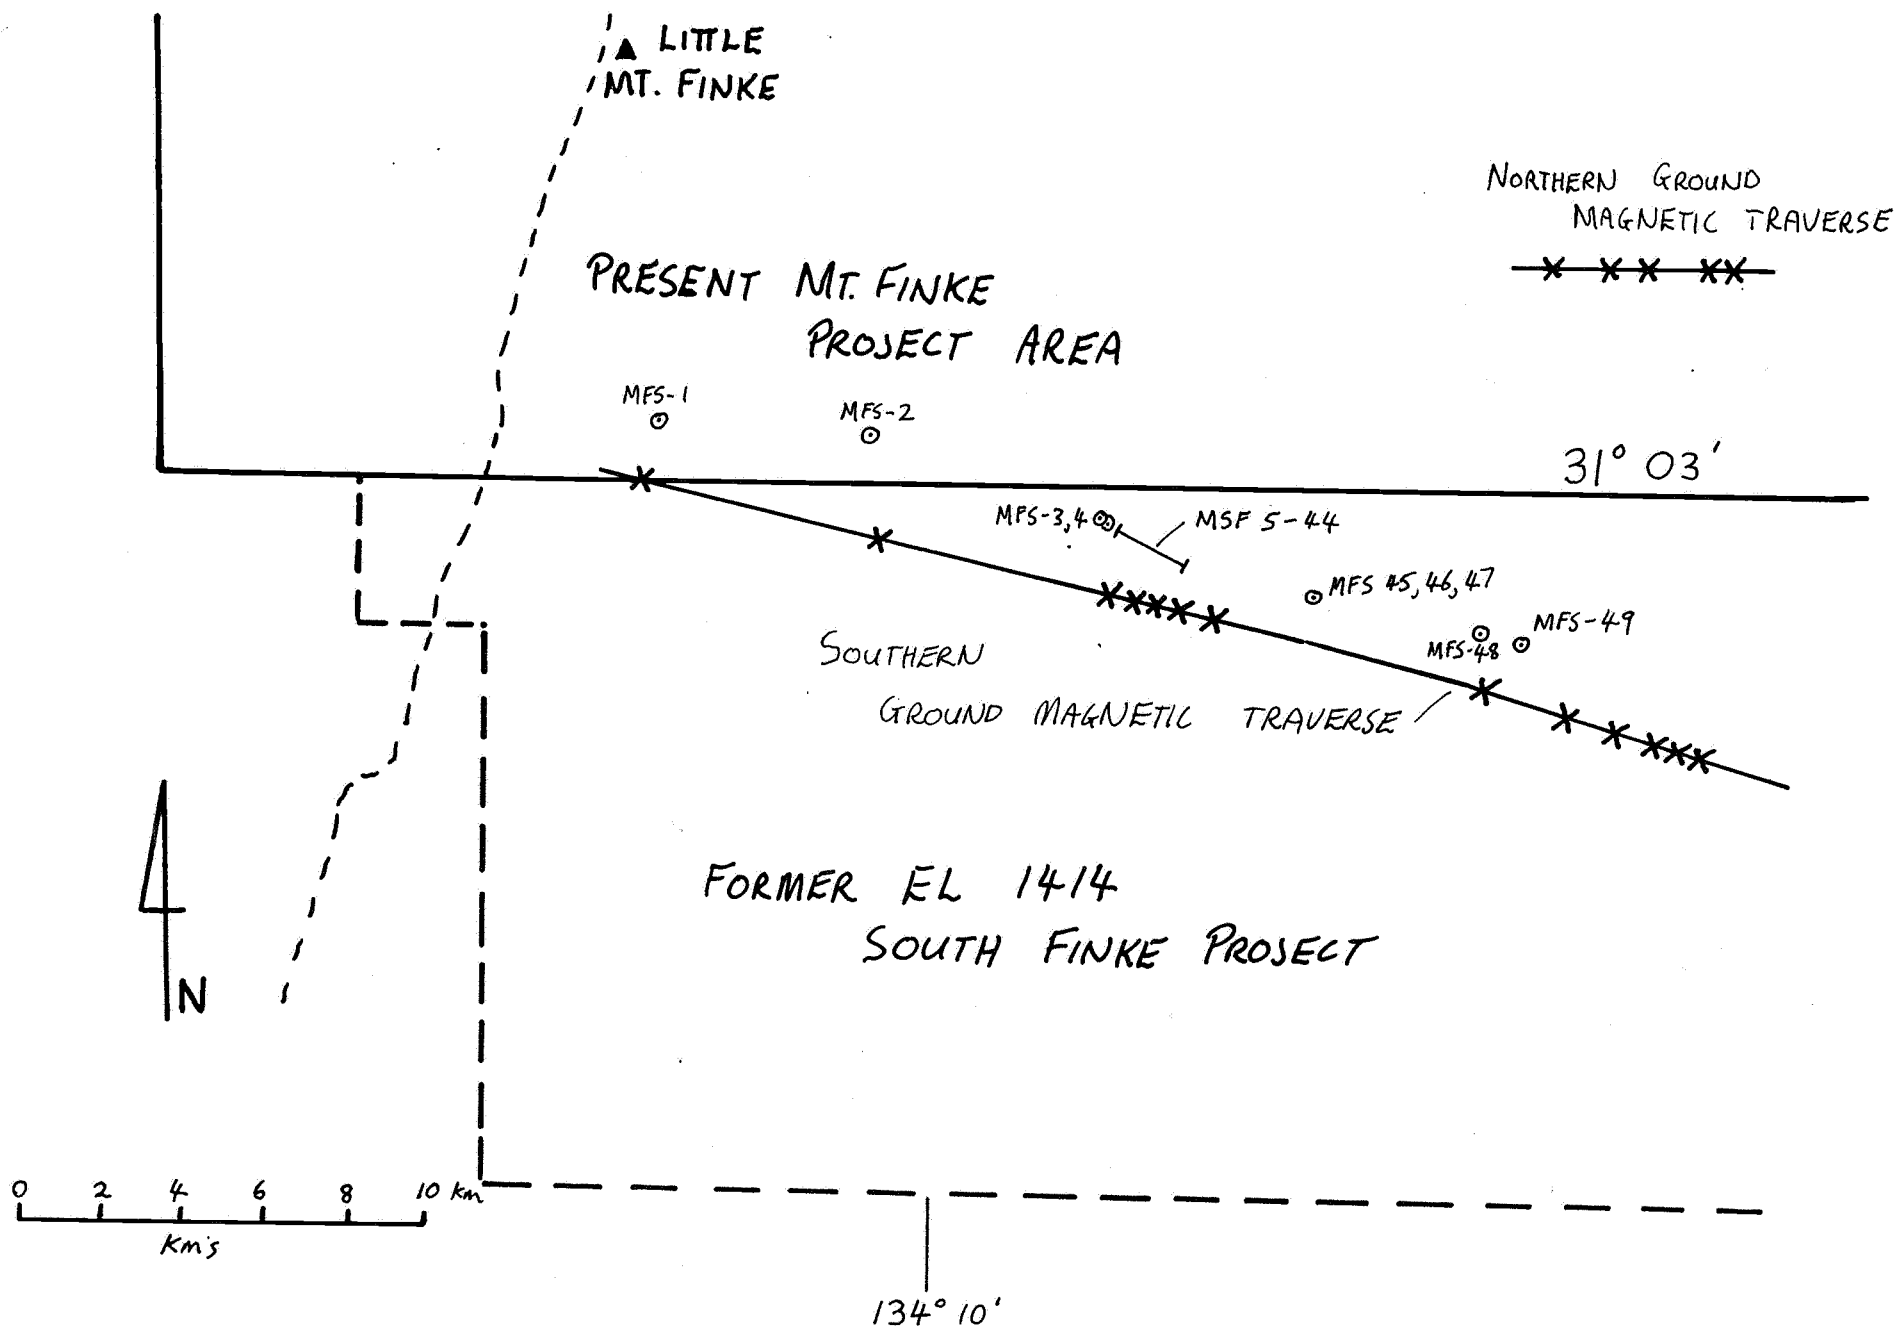 LITTLE
MT. FINKE
NORTHERN GROUND
MAGNETIC TRAVERSE
PRESENT MT. FINKE
PROJECT AREA
MFS-1
MFS-2
31° 03'
MFS-3,4
MSF 5-44
MFS 45,46,47
MFS-48
MFS-49
SOUTHERN
GROUND MAGNETIC TRAVERSE
FORMER EL 1414
SOUTH FINKE PROJECT
N
0 2 4 6 8 10 km
Km's
134° 10'